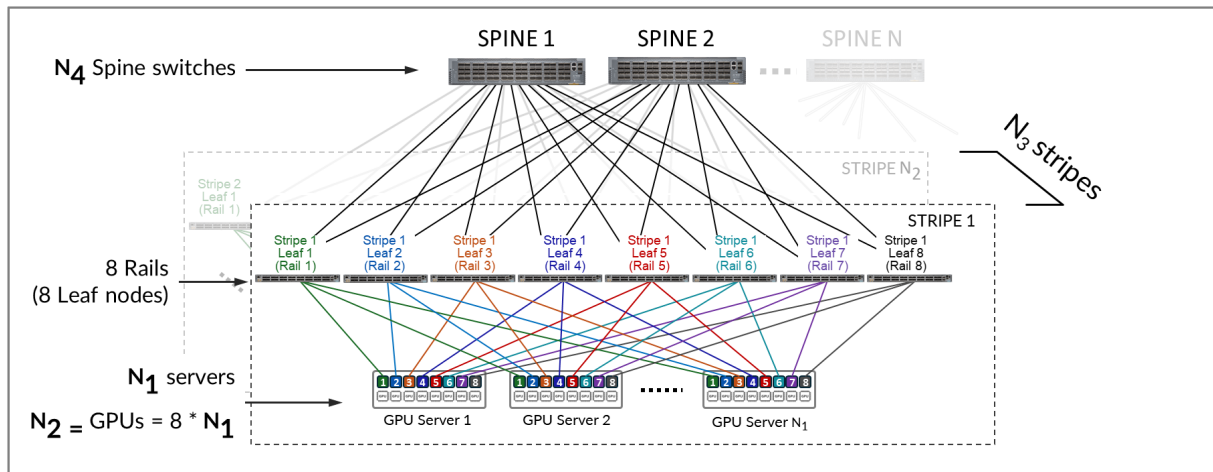 SPINE 1
SPINE 2
SPINE N
N4 Spine switches
N3 stripes
STRIPE N2
Stripe 2
Leaf 1
(Rail 1)
STRIPE 1
Stripe 1
Leaf 1
(Rail 1)
Stripe 1
Leaf 2
(Rail 2)
Stripe 1
Leaf 3
(Rail 3)
Stripe 1
Leaf 4
(Rail 4)
Stripe 1
Leaf 5
(Rail 5)
Stripe 1
Leaf 6
(Rail 6)
Stripe 1
Leaf 7
(Rail 7)
Stripe 1
Leaf 8
(Rail 8)
8 Rails
(8 Leaf nodes)
N1 servers
N2 = GPUs = 8 * N1
1 2 3 4 5 6 7 8
1 2 3 4 5 6 7 8
1 2 3 4 5 6 7 8
GPU Server 1
GPU Server 2
GPU Server N1